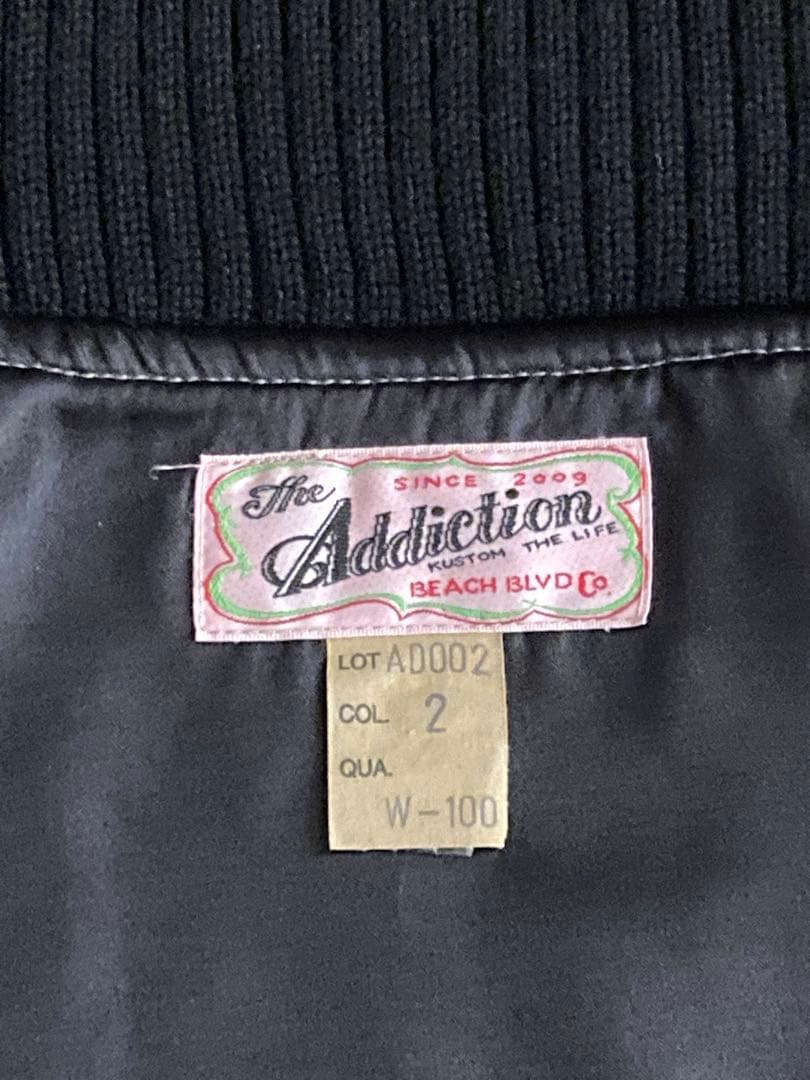 SINCE 2009
The
Addiction
KUSTOM THE LIFE
BEACH BLVD Co.
LOT AD002
COL. 2
QUA.
W-100